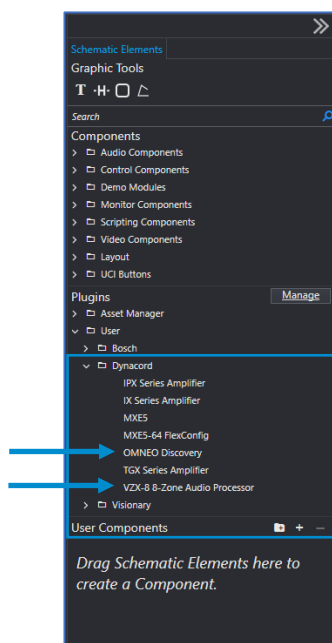 Schematic Elements
Graphic Tools
T ·H·
Search
Components
Audio Components
Control Components
Demo Modules
Monitor Components
Scripting Components
Video Components
Layout
UCI Buttons
Plugins Manage
Asset Manager
User
Bosch
Dynacord
IPX Series Amplifier
IX Series Amplifier
MXE5
MXE5-64 FlexConfig
OMNEO Discovery
TGX Series Amplifier
VZX-8 8-Zone Audio Processor
Visionary
User Components
Drag Schematic Elements here to
create a Component.